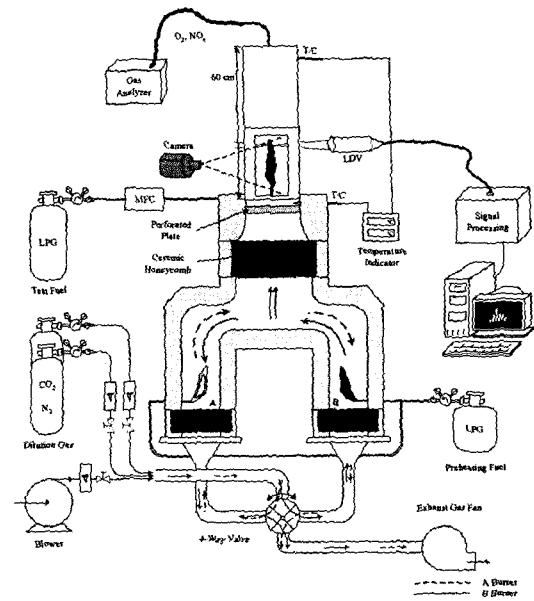 O₂, NOₓ
T/C
Gas
Analyzer
60 cm
Camera
LDV
MFC
T/C
LPG
Perforated
Plate
Signal
Processing
Test Fuel
Ceramic
Honeycomb
Temperature
Indicator
CO₂
N₂
A
B
LPG
Dilution Gas
Preheating Fuel
Blower
4-Way Valve
Exhaust Gas Fan
A Burner
B Burner